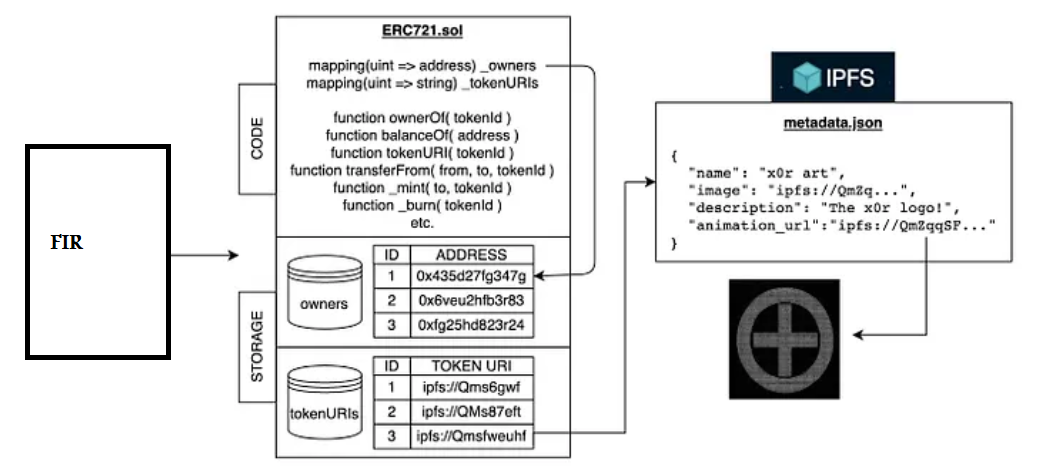 FIR
CODE
STORAGE
ERC721.sol
mapping(uint => address) _owners
mapping(uint => string) _tokenURIs
function ownerOf( tokenId )
function balanceOf( address )
function tokenURI( tokenId )
function transferFrom( from, to, tokenId )
function _mint( to, tokenId )
function _burn( tokenId )
etc.
owners
ID ADDRESS
1 0x435d27fg347g
2 0x6veu2hfb3r83
3 0xfg25hd823r24
tokenURIs
ID TOKEN URI
1 ipfs://Qms6gwf
2 ipfs://QMs87eft
3 ipfs://Qmsfweuhf
IPFS
metadata.json
{
"name": "x0r art",
"image": "ipfs://QmZq...",
"description": "The x0r logo!",
"animation_url":"ipfs://QmZqqSF..."
}